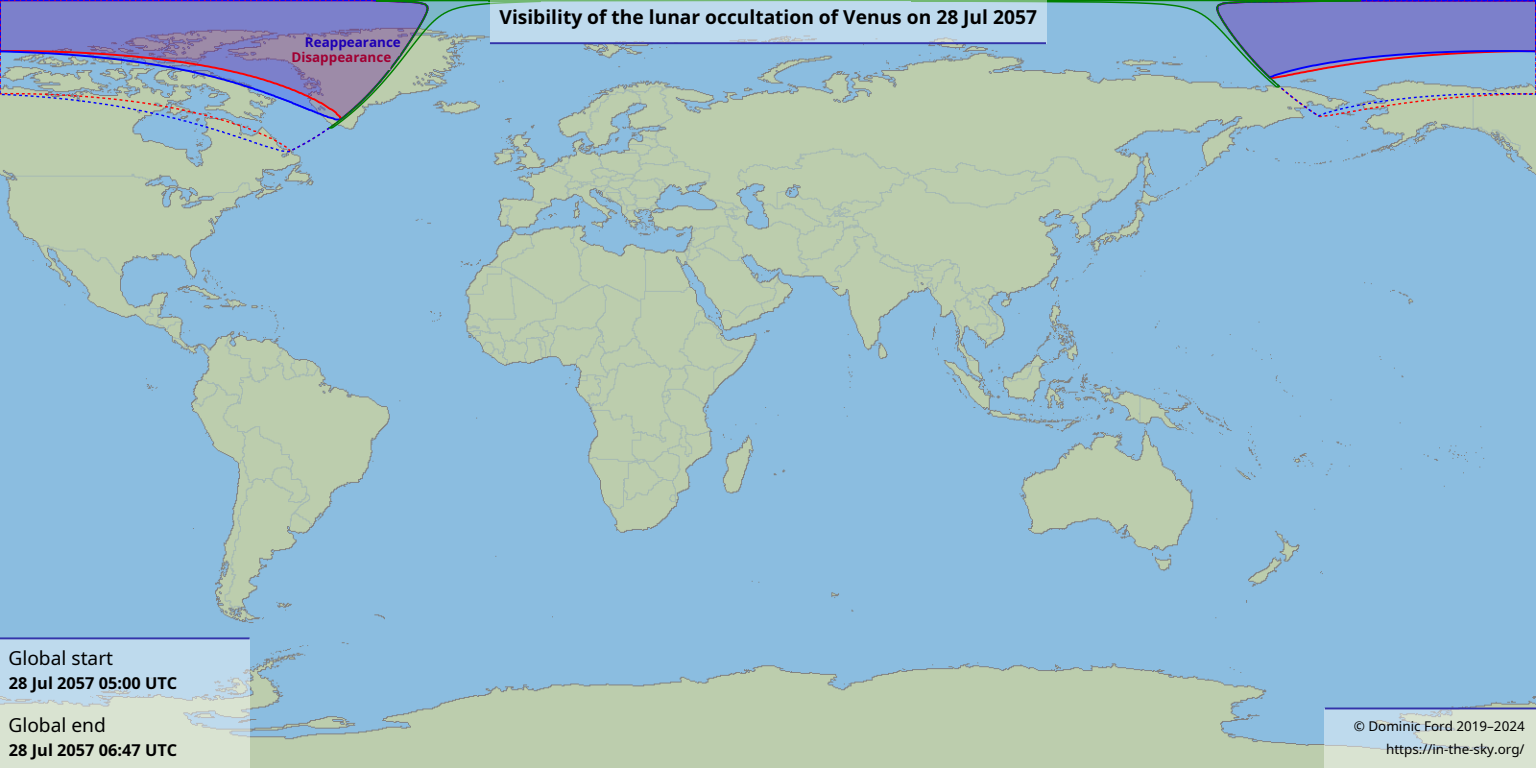 Visibility of the lunar occultation of Venus on 28 Jul 2057
Reappearance
Disappearance
Global start
28 Jul 2057 05:00 UTC
Global end
28 Jul 2057 06:47 UTC
© Dominic Ford 2019–2024
https://in-the-sky.org/